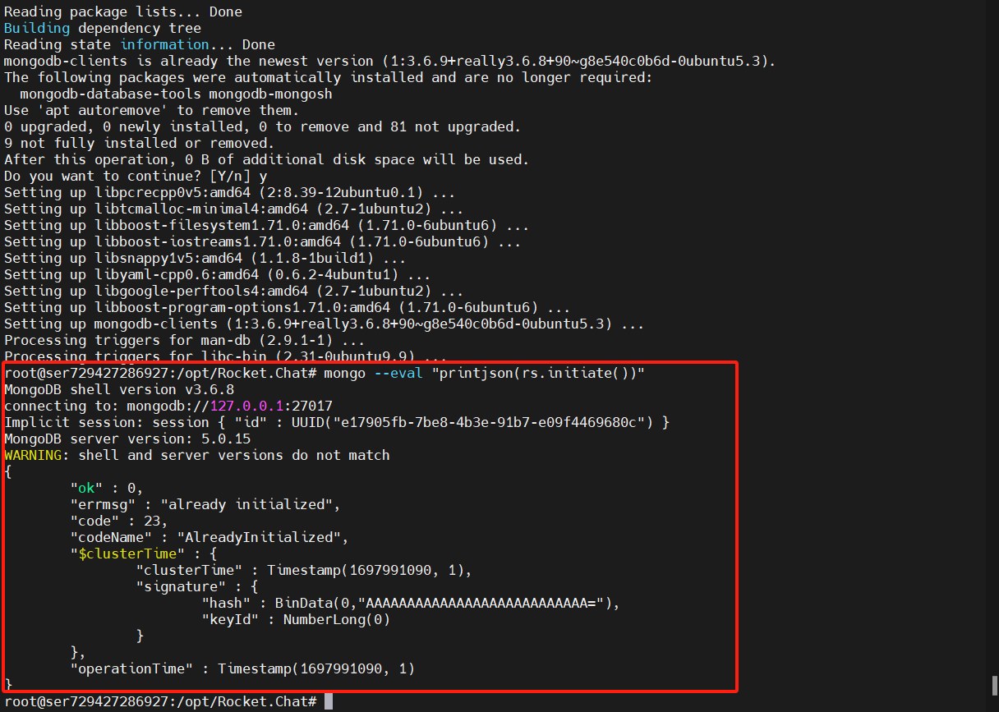 Reading package lists... Done
Building dependency tree
Reading state information... Done
mongodb-clients is already the newest version (1:3.6.9+really3.6.8+90~g8e540c0b6d-0ubuntu5.3).
The following packages were automatically installed and are no longer required:
  mongodb-database-tools mongodb-mongosh
Use 'apt autoremove' to remove them.
0 upgraded, 0 newly installed, 0 to remove and 81 not upgraded.
9 not fully installed or removed.
After this operation, 0 B of additional disk space will be used.
Do you want to continue? [Y/n] y
Setting up libpcrecpp0v5:amd64 (2:8.39-12ubuntu0.1) ...
Setting up libtcmalloc-minimal4:amd64 (2.7-1ubuntu2) ...
Setting up libboost-filesystem1.71.0:amd64 (1.71.0-6ubuntu6) ...
Setting up libboost-iostreams1.71.0:amd64 (1.71.0-6ubuntu6) ...
Setting up libsnappy1v5:amd64 (1.1.8-1build1) ...
Setting up libyaml-cpp0.6:amd64 (0.6.2-4ubuntu1) ...
Setting up libgoogle-perftools4:amd64 (2.7-1ubuntu2) ...
Setting up libboost-program-options1.71.0:amd64 (1.71.0-6ubuntu6) ...
Setting up mongodb-clients (1:3.6.9+really3.6.8+90~g8e540c0b6d-0ubuntu5.3) ...
Processing triggers for man-db (2.9.1-1) ...
Processing triggers for libc-bin (2.31-0ubuntu9.9) ...
root@ser729427286927:/opt/Rocket.Chat# mongo --eval "printjson(rs.initiate())"
MongoDB shell version v3.6.8
connecting to: mongodb://127.0.0.1:27017
Implicit session: session { "id" : UUID("e17905fb-7be8-4b3e-91b7-e09f4469680c") }
MongoDB server version: 5.0.15
WARNING: shell and server versions do not match
{
        "ok" : 0,
        "errmsg" : "already initialized",
        "code" : 23,
        "codeName" : "AlreadyInitialized",
        "$clusterTime" : {
                "clusterTime" : Timestamp(1697991090, 1),
                "signature" : {
                        "hash" : BinData(0,"AAAAAAAAAAAAAAAAAAAAAAAAAAA="),
                        "keyId" : NumberLong(0)
                }
        },
        "operationTime" : Timestamp(1697991090, 1)
}
root@ser729427286927:/opt/Rocket.Chat#